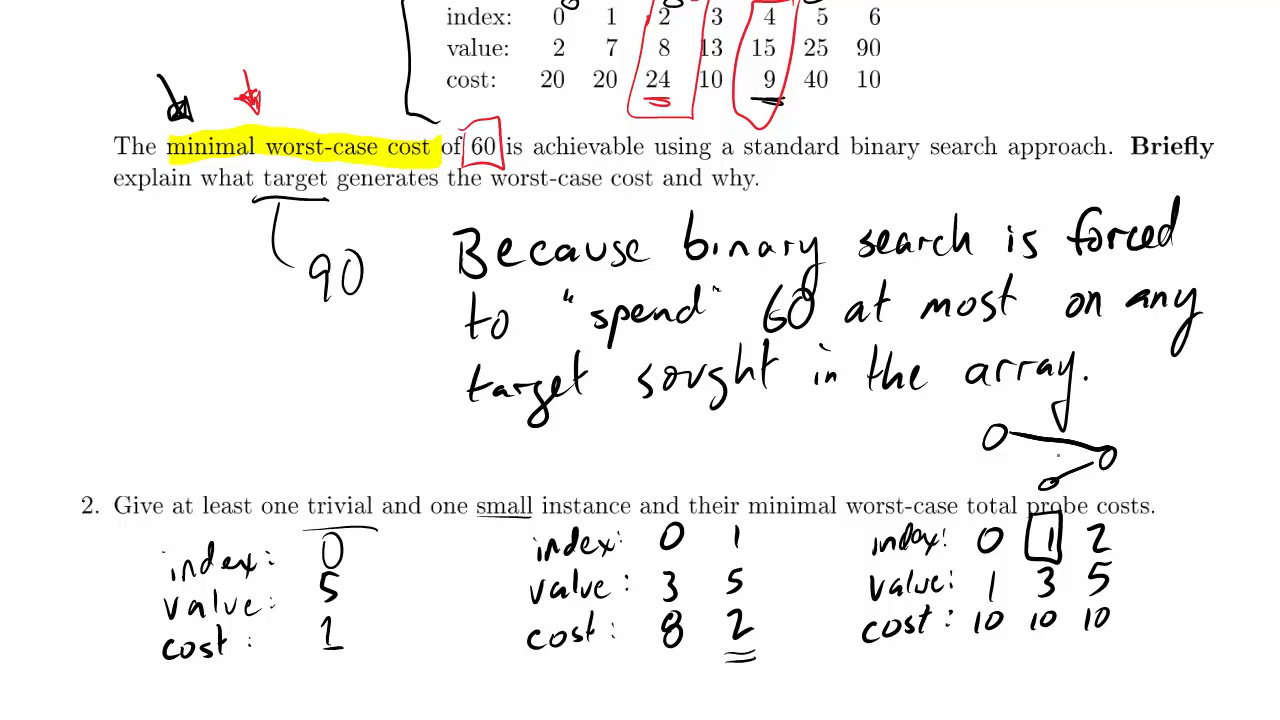 index: 0 1 2 3 4 5 6
value: 2 7 8 13 15 25 90
cost: 20 20 24 10 9 40 10
The minimal worst-case cost of 60 is achievable using a standard binary search approach. Briefly
explain what target generates the worst-case cost and why.
90
Because binary search is forced
to "spend" 60 at most on any
target sought in the array.
2. Give at least one trivial and one small instance and their minimal worst-case total probe costs.
index: 0
value: 5
cost: 1
index: 0 1
value: 3 5
cost: 8 2
index: 0 1 2
value: 1 3 5
cost: 10 10 10